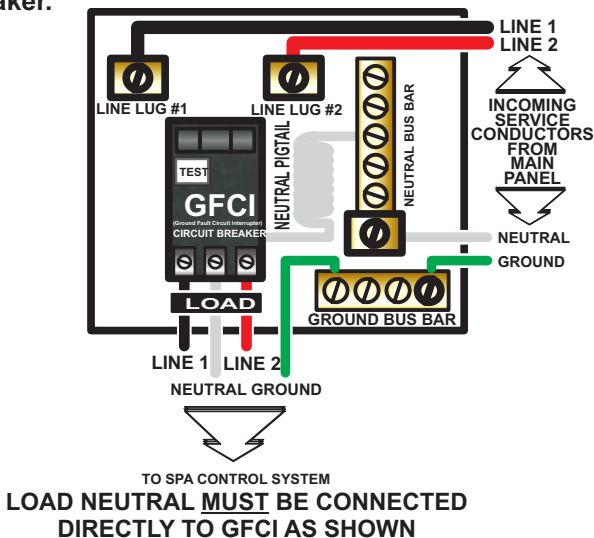 aker.
LINE 1
LINE 2
LINE LUG #1
LINE LUG #2
INCOMING
SERVICE
CONDUCTORS
FROM
MAIN
PANEL
NEUTRAL BUS BAR
NEUTRAL PIGTAIL
TEST
GFCI
(Ground Fault Circuit Interrupter)
CIRCUIT BREAKER
NEUTRAL
GROUND
LOAD
GROUND BUS BAR
LINE 1 LINE 2
NEUTRAL GROUND
TO SPA CONTROL SYSTEM
LOAD NEUTRAL MUST BE CONNECTED
DIRECTLY TO GFCI AS SHOWN